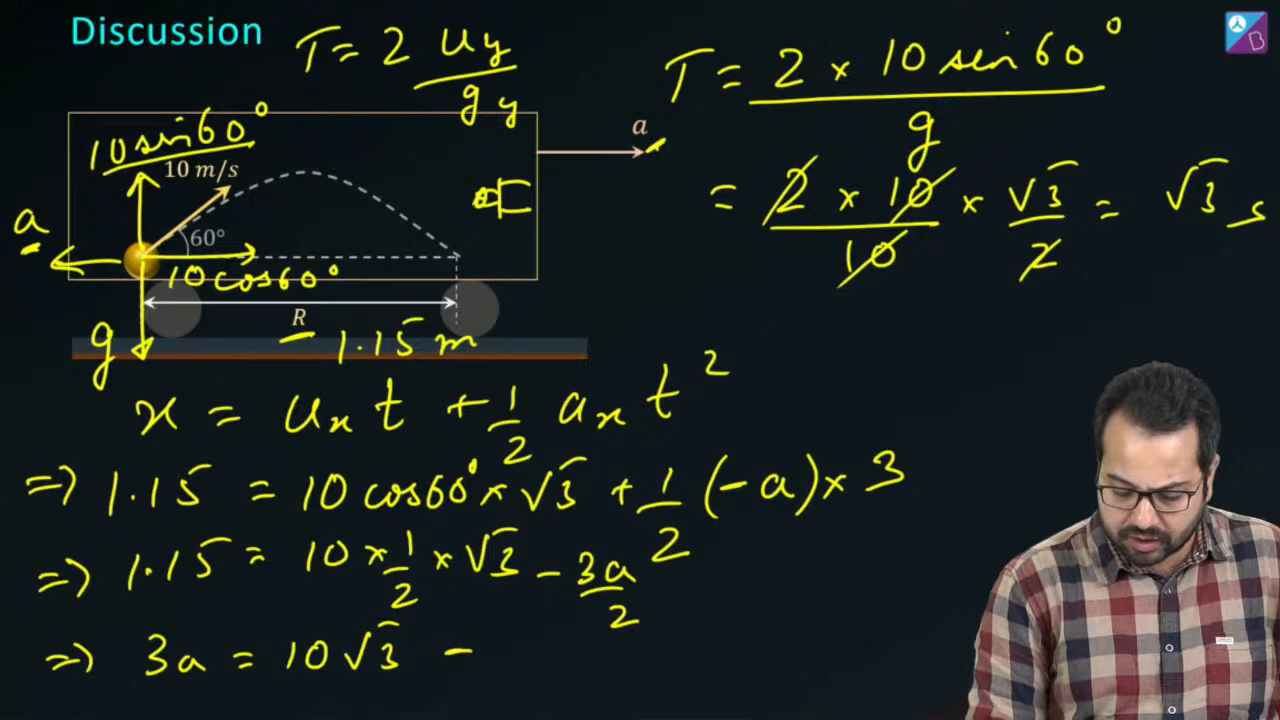 Discussion
T = 2 uy / gy
T = 2 × 10 sin 60° / g
= 2 × 10 / 10 × √3 / 2 = √3 s
10 sin 60°
10 m/s
a
a
60°
10 cos 60°
R
1.15 m
g
x = ux t + 1/2 ax t²
⇒ 1.15 = 10 cos 60° × √3 + 1/2 (-a) × 3
⇒ 1.15 = 10 × 1/2 × √3 - 3a/2
⇒ 3a = 10√3 -
B